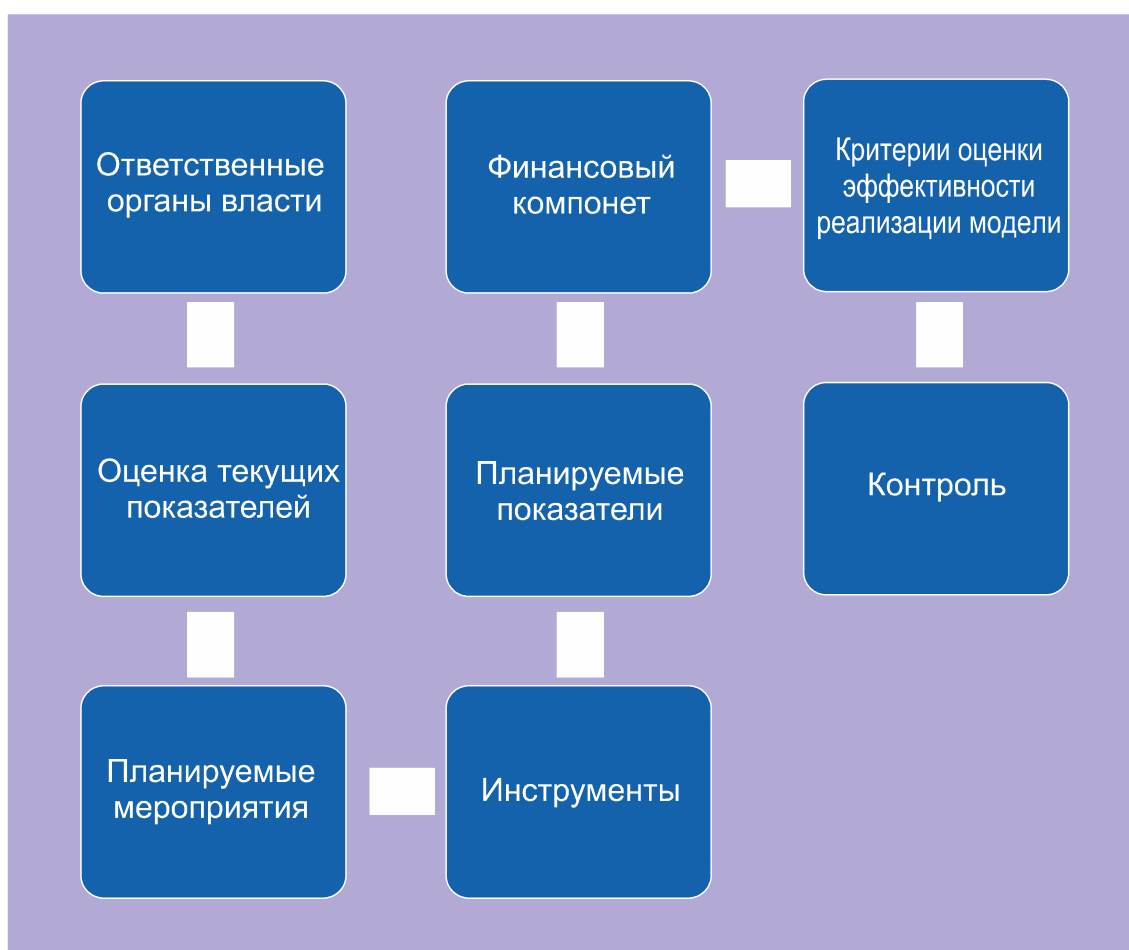 Ответственные
органы власти
Финансовый
компонет
Критерии оценки
эффективности
реализации модели
Оценка текущих
показателей
Планируемые
показатели
Контроль
Планируемые
мероприятия
Инструменты